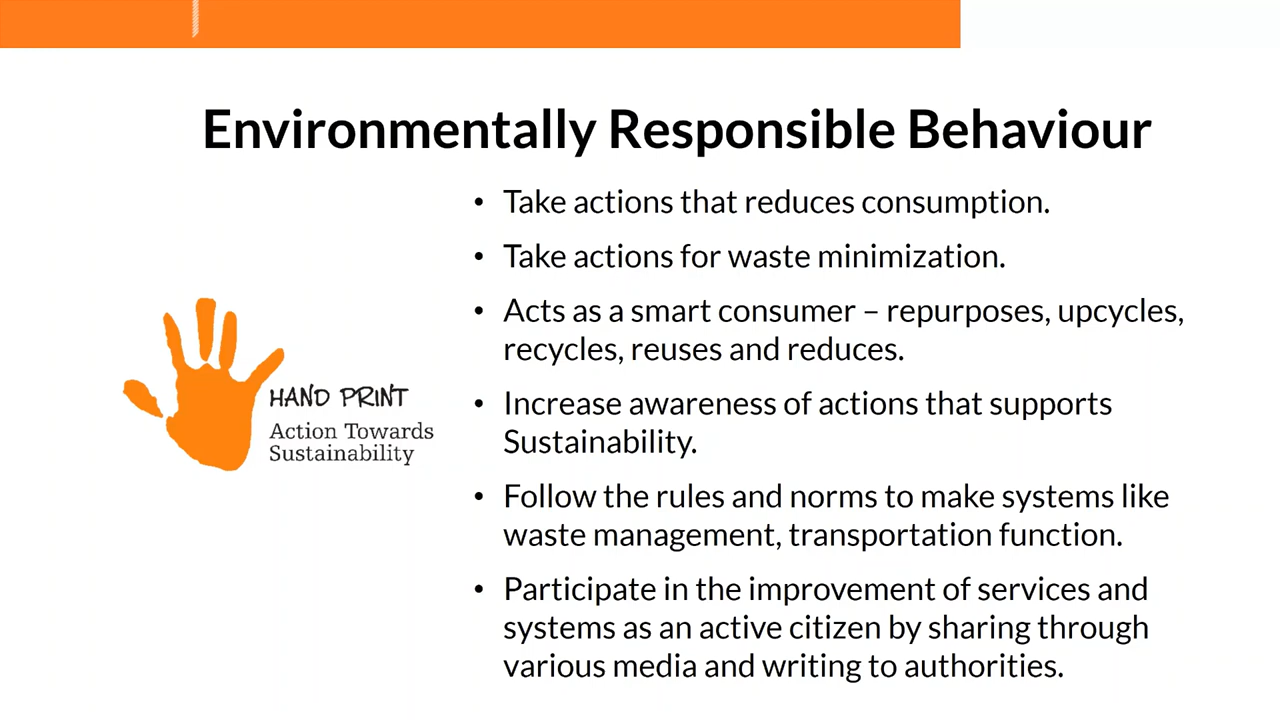 Environmentally Responsible Behaviour
• Take actions that reduces consumption.
• Take actions for waste minimization.
• Acts as a smart consumer – repurposes, upcycles,
recycles, reuses and reduces.
• Increase awareness of actions that supports
Sustainability.
• Follow the rules and norms to make systems like
waste management, transportation function.
• Participate in the improvement of services and
systems as an active citizen by sharing through
various media and writing to authorities.
HAND PRINT
Action Towards
Sustainability